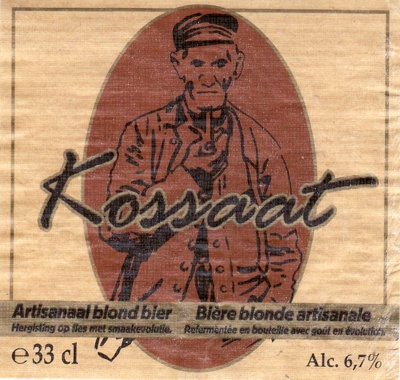 Kossaat
Artisanaal blond bier Bière blonde artisanale
Hergisting op fles met smaakevolutie. Refermentée en bouteille avec goût en évolution.
℮ 33 cl Alc. 6,7%